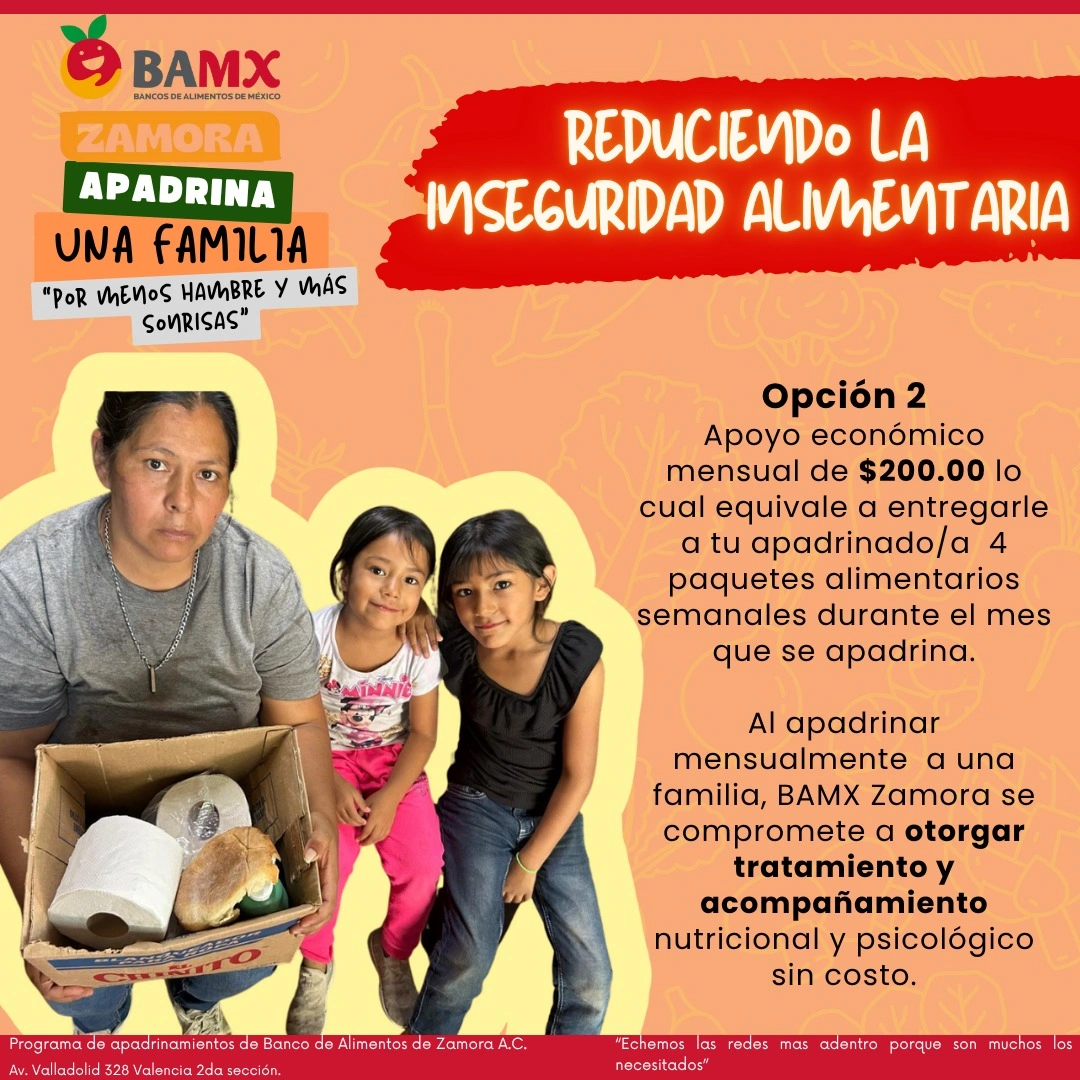 BAMX
BANCOS DE ALIMENTOS DE MÉXICO
ZAMORA
APADRINA
UNA FAMILIA
“POR MENOS HAMBRE Y MÁS
SONRISAS”
REDUCIENDO LA
INSEGURIDAD ALIMENTARIA
Opción 2
Apoyo económico
mensual de $200.00 lo
cual equivale a entregarle
a tu apadrinado/a 4
paquetes alimentarios
semanales durante el mes
que se apadrina.
Al apadrinar
mensualmente a una
familia, BAMX Zamora se
compromete a otorgar
tratamiento y
acompañamiento
nutricional y psicológico
sin costo.
MINNIE
BLANQUEADOR
EL
CHINITO
Programa de apadrinamientos de Banco de Alimentos de Zamora A.C.
Av. Valladolid 328 Valencia 2da sección.
“Echemos las redes mas adentro porque son muchos los
necesitados”